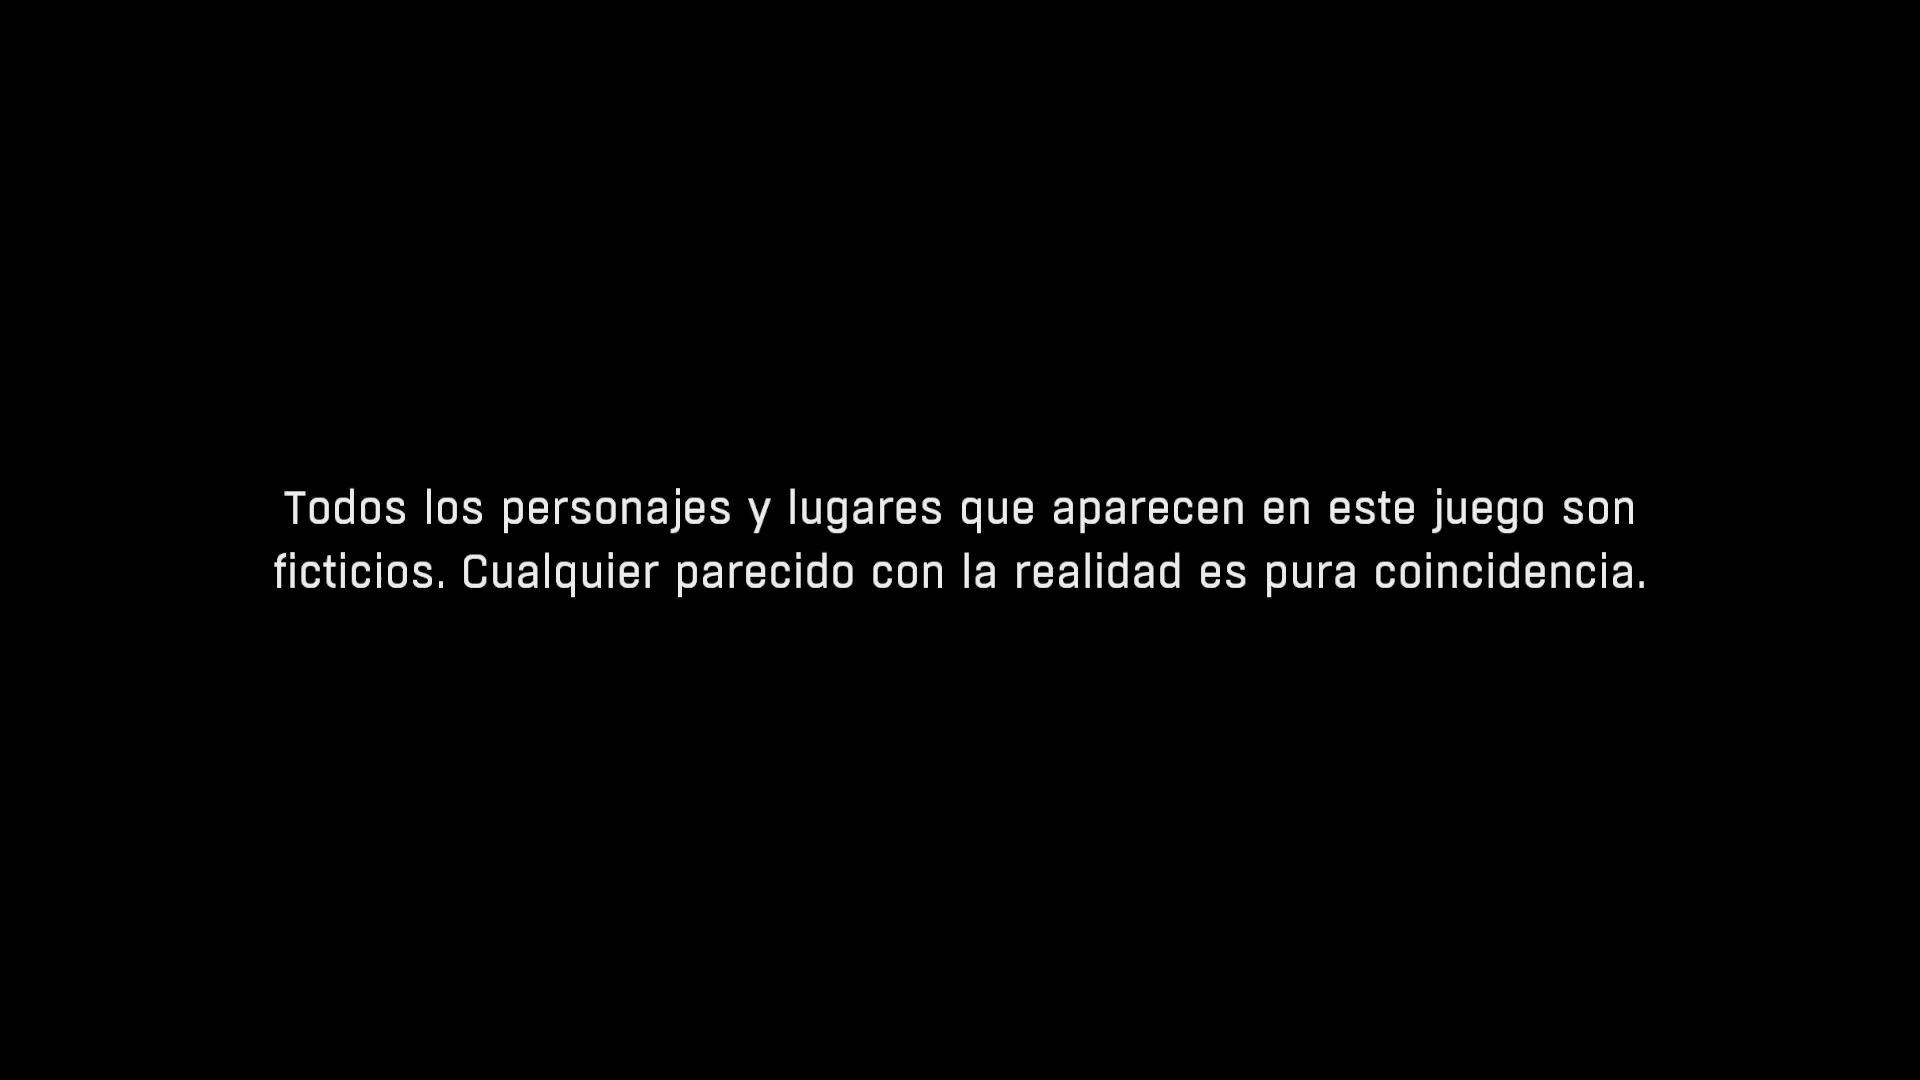 Todos los personajes y lugares que aparecen en este juego son
ficticios. Cualquier parecido con la realidad es pura coincidencia.